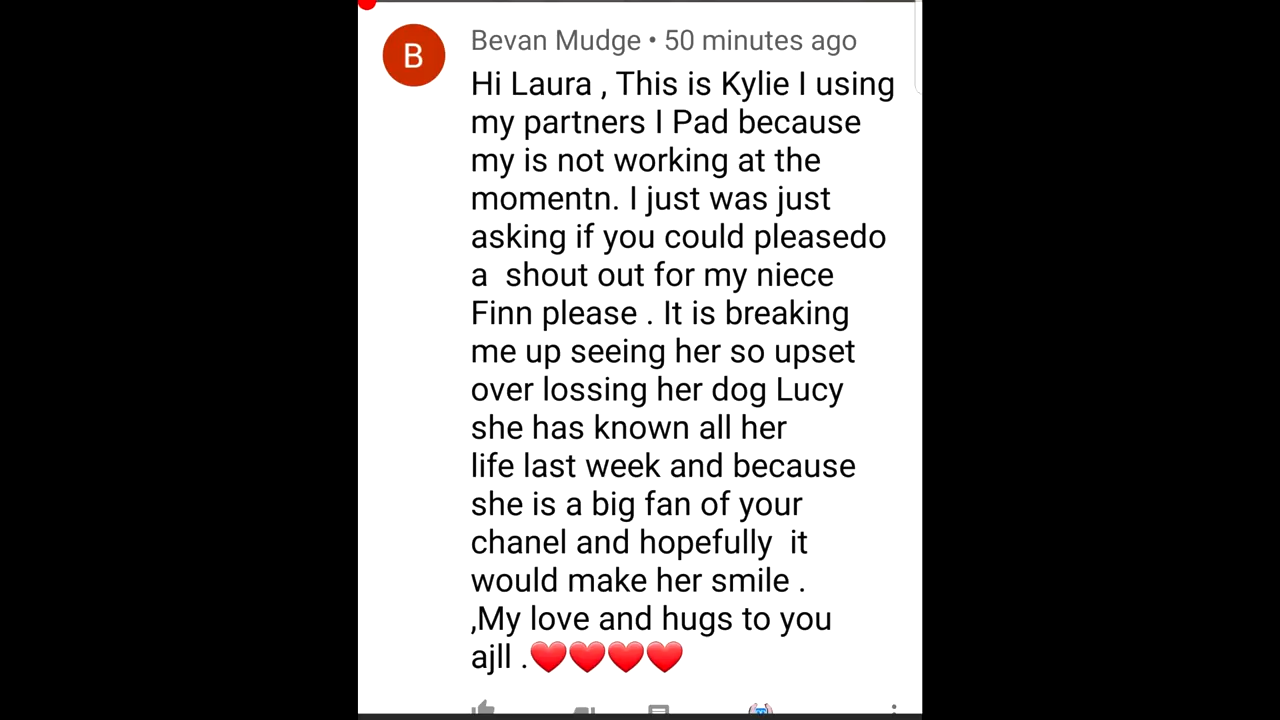 B
Bevan Mudge • 50 minutes ago
Hi Laura , This is Kylie I using
my partners I Pad because
my is not working at the
momentn. I just was just
asking if you could pleasedo
a  shout out for my niece
Finn please . It is breaking
me up seeing her so upset
over lossing her dog Lucy
she has known all her
life last week and because
she is a big fan of your
chanel and hopefully  it
would make her smile .
,My love and hugs to you
ajll .❤️❤️❤️❤️